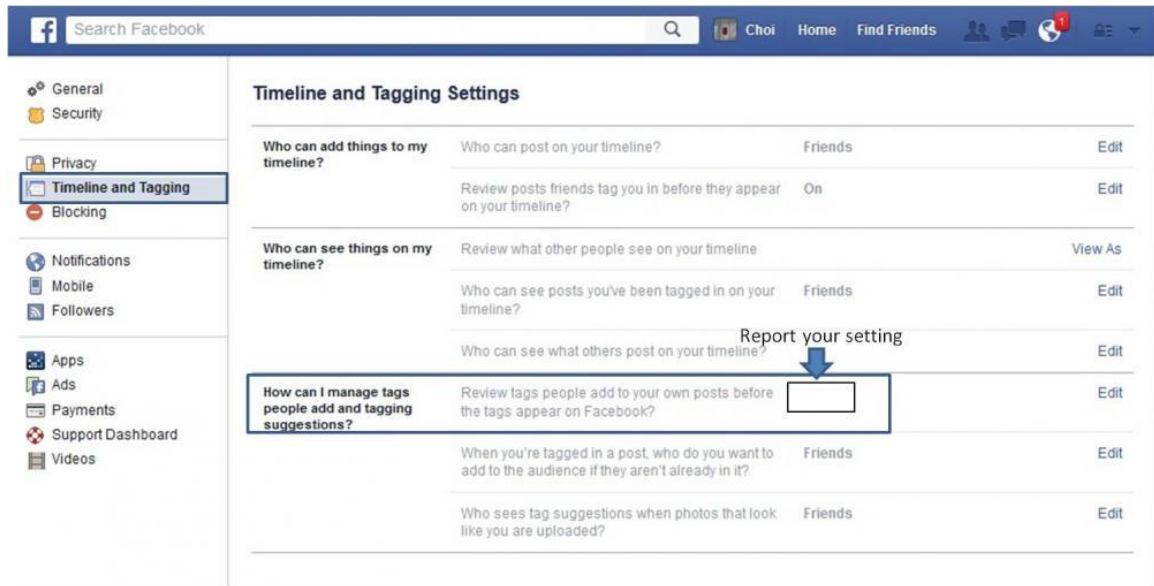 f
Search Facebook
Choi Home Find Friends
1
General
Security
Privacy
Timeline and Tagging
Blocking
Notifications
Mobile
Followers
Apps
Ads
Payments
Support Dashboard
Videos
Timeline and Tagging Settings
Who can add things to my
timeline?
Who can post on your timeline?
Friends
Edit
Review posts friends tag you in before they appear
on your timeline?
On
Edit
Who can see things on my
timeline?
Review what other people see on your timeline
View As
Who can see posts you've been tagged in on your
timeline?
Friends
Edit
Report your setting
Who can see what others post on your timeline?
Edit
How can I manage tags
people add and tagging
suggestions?
Review tags people add to your own posts before
the tags appear on Facebook?
Edit
When you're tagged in a post, who do you want to
add to the audience if they aren't already in it?
Friends
Edit
Who sees tag suggestions when photos that look
like you are uploaded?
Friends
Edit